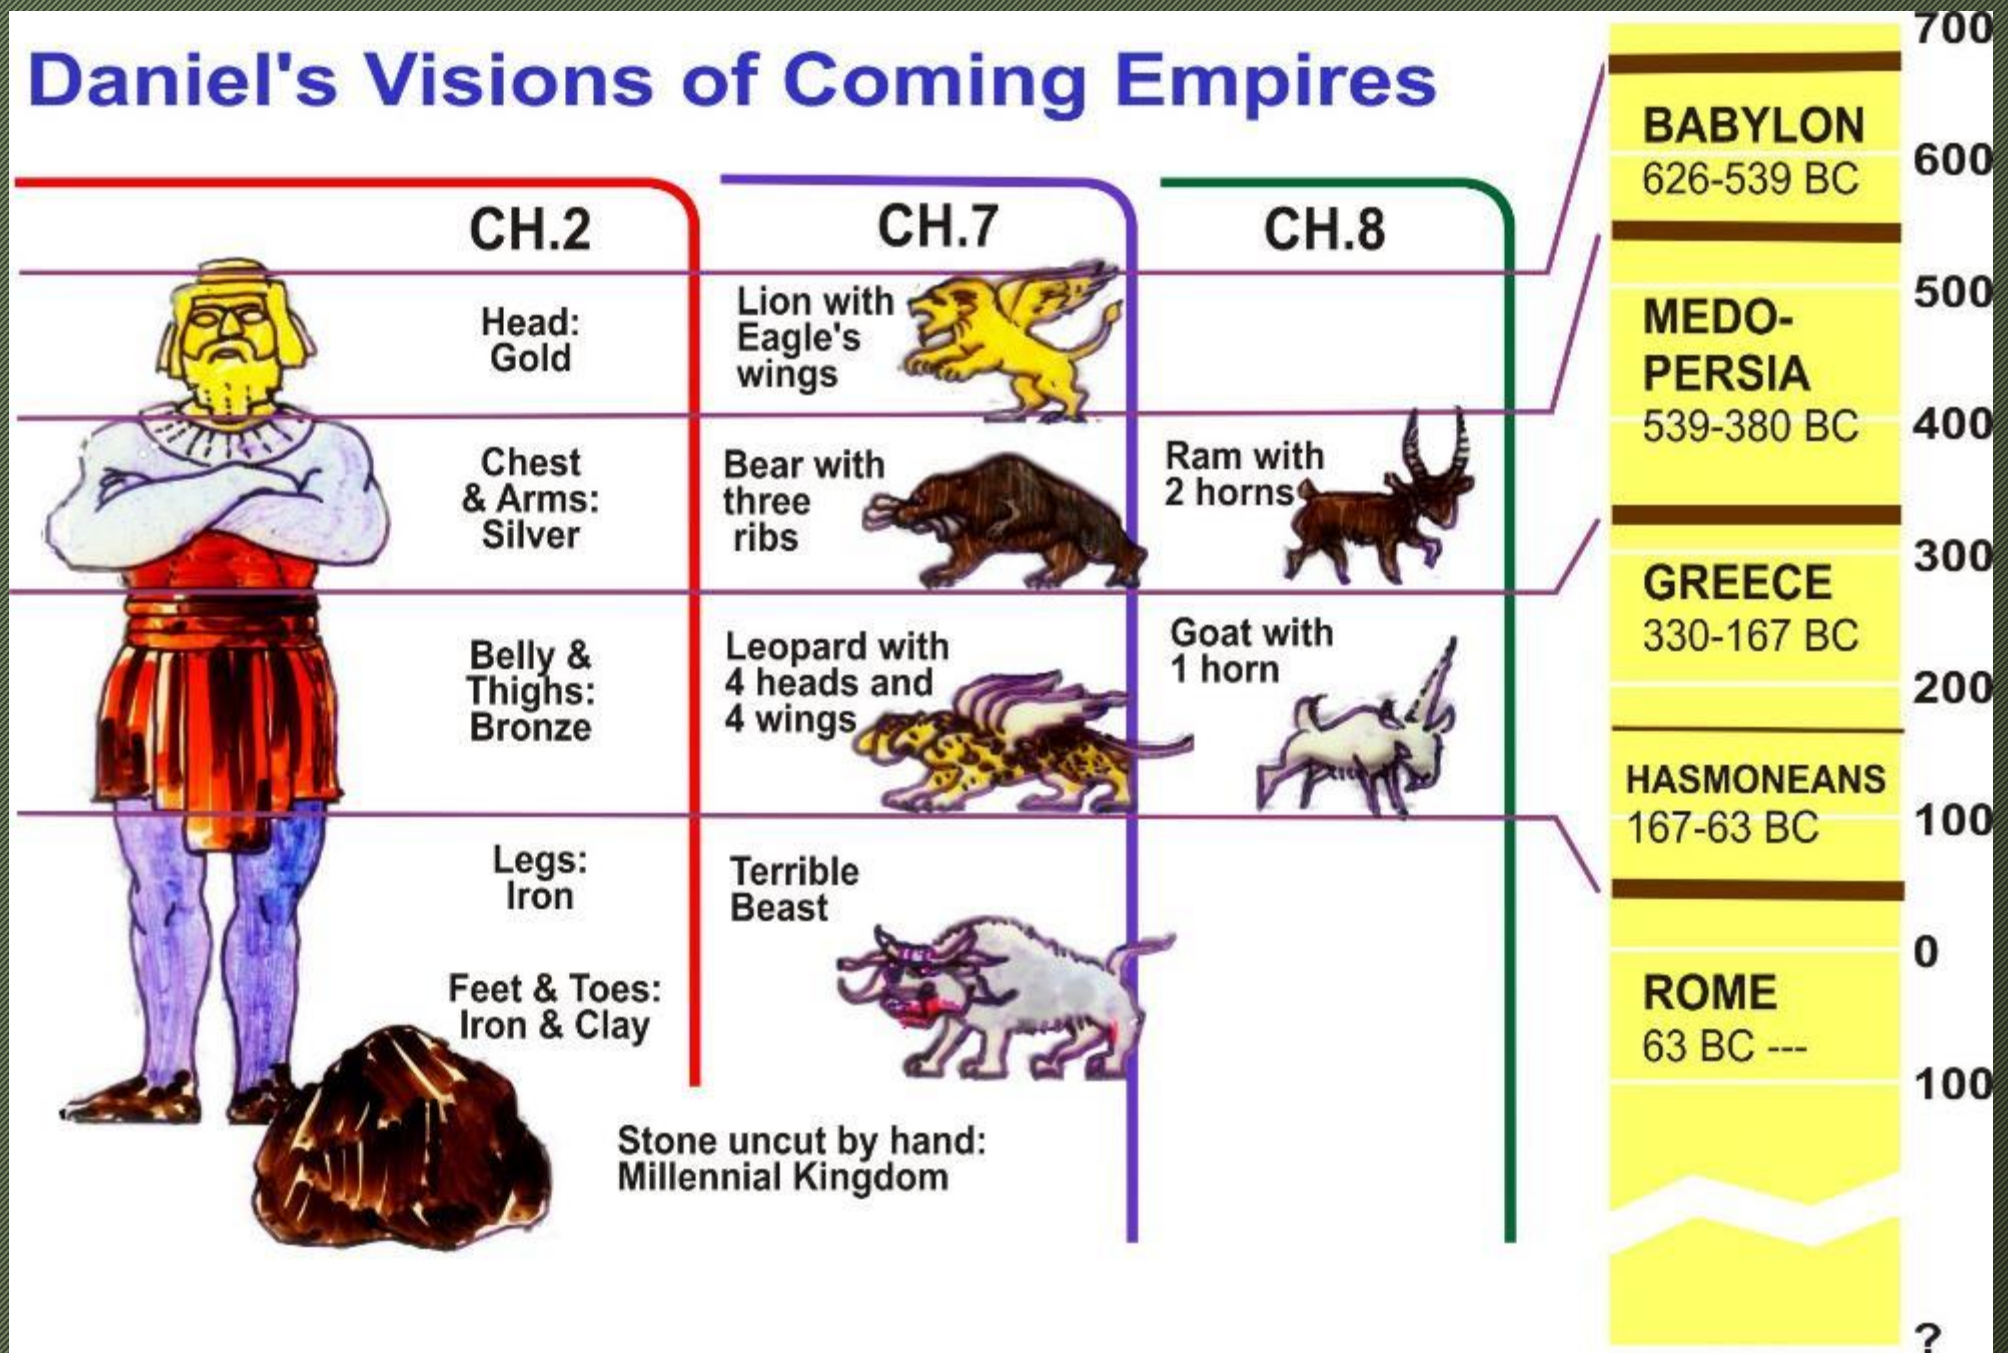 Daniel's Visions of Coming Empires
CH.2
Head:
Gold
Chest
& Arms:
Silver
Belly &
Thighs:
Bronze
Legs:
Iron
Feet & Toes:
Iron & Clay
Stone uncut by hand:
Millennial Kingdom
CH.7
Lion with
Eagle's
wings
Bear with
three
ribs
Leopard with
4 heads and
4 wings
Terrible
Beast
CH.8
Ram with
2 horns
Goat with
1 horn
BABYLON
626-539 BC
MEDO-
PERSIA
539-380 BC
GREECE
330-167 BC
HASMONEANS
167-63 BC
ROME
63 BC ---
700
600
500
400
300
200
100
0
100
?